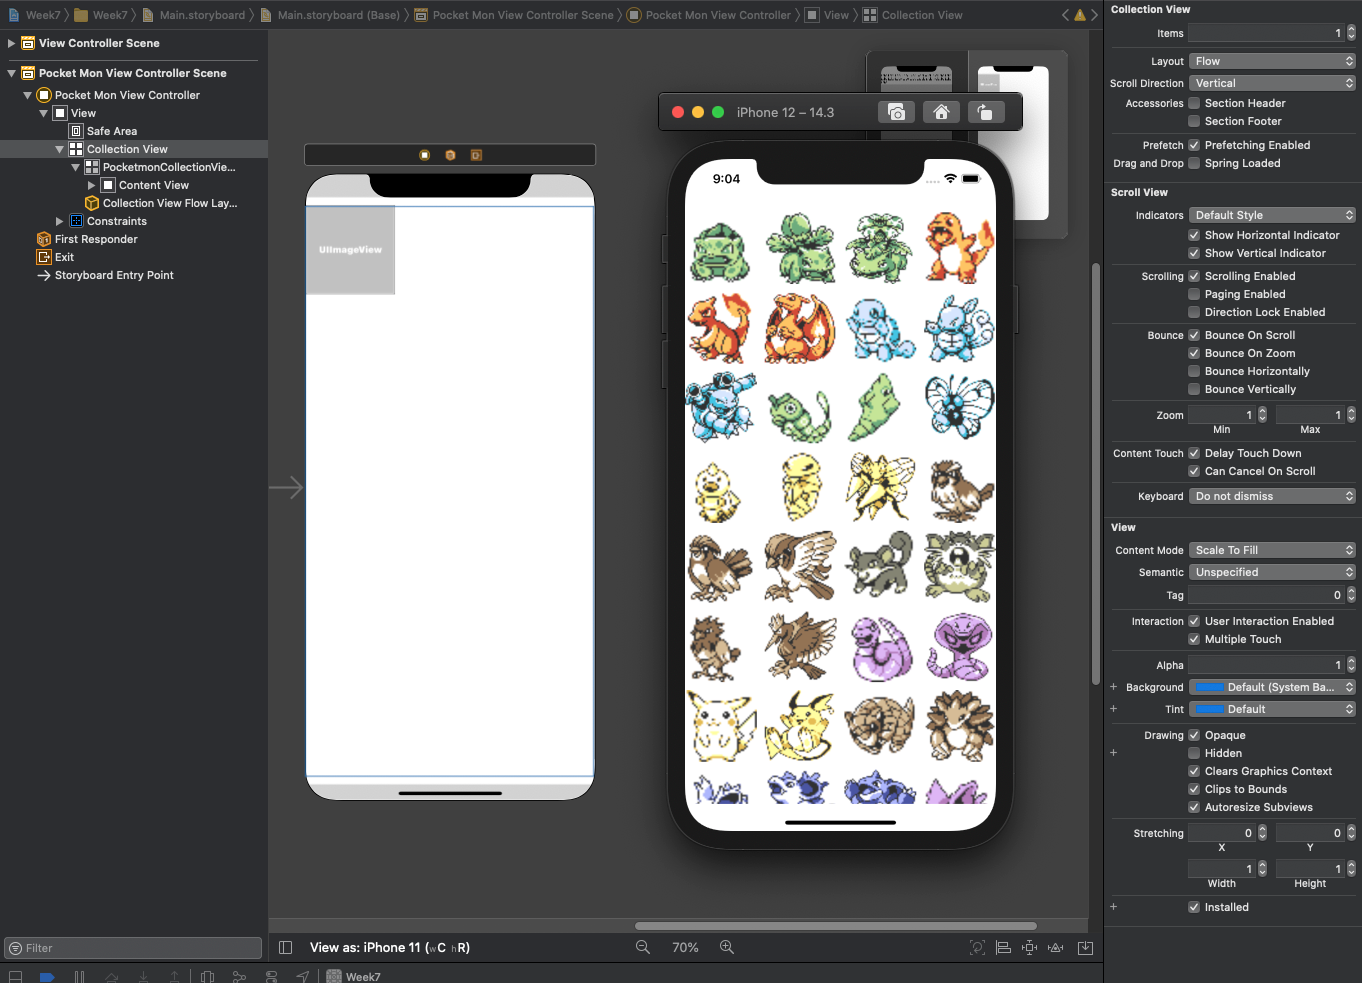 Week7 Week7 Main.storyboard Main.storyboard (Base) Pocket Mon View Controller Scene Pocket Mon View Controller View Collection View
View Controller Scene
Pocket Mon View Controller Scene
Pocket Mon View Controller
View
Safe Area
Collection View
PocketmonCollectionVie...
Content View
Collection View Flow Lay...
Constraints
First Responder
Exit
Storyboard Entry Point
Filter
UIImageView
iPhone 12 – 14.3
9:04
View as: iPhone 11 (wC hR)
70%
Week7
Collection View
Items 1
Layout Flow
Scroll Direction Vertical
Accessories Section Header
Section Footer
Prefetch Prefetching Enabled
Drag and Drop Spring Loaded
Scroll View
Indicators Default Style
Show Horizontal Indicator
Show Vertical Indicator
Scrolling Scrolling Enabled
Paging Enabled
Direction Lock Enabled
Bounce Bounce On Scroll
Bounce On Zoom
Bounce Horizontally
Bounce Vertically
Zoom 1 1
Min Max
Content Touch Delay Touch Down
Can Cancel On Scroll
Keyboard Do not dismiss
View
Content Mode Scale To Fill
Semantic Unspecified
Tag 0
Interaction User Interaction Enabled
Multiple Touch
Alpha 1
+ Background Default (System Ba...
+ Tint Default
Drawing Opaque
+ Hidden
Clears Graphics Context
Clips to Bounds
Autoresize Subviews
Stretching 0 0
X Y
1 1
Width Height
+ Installed